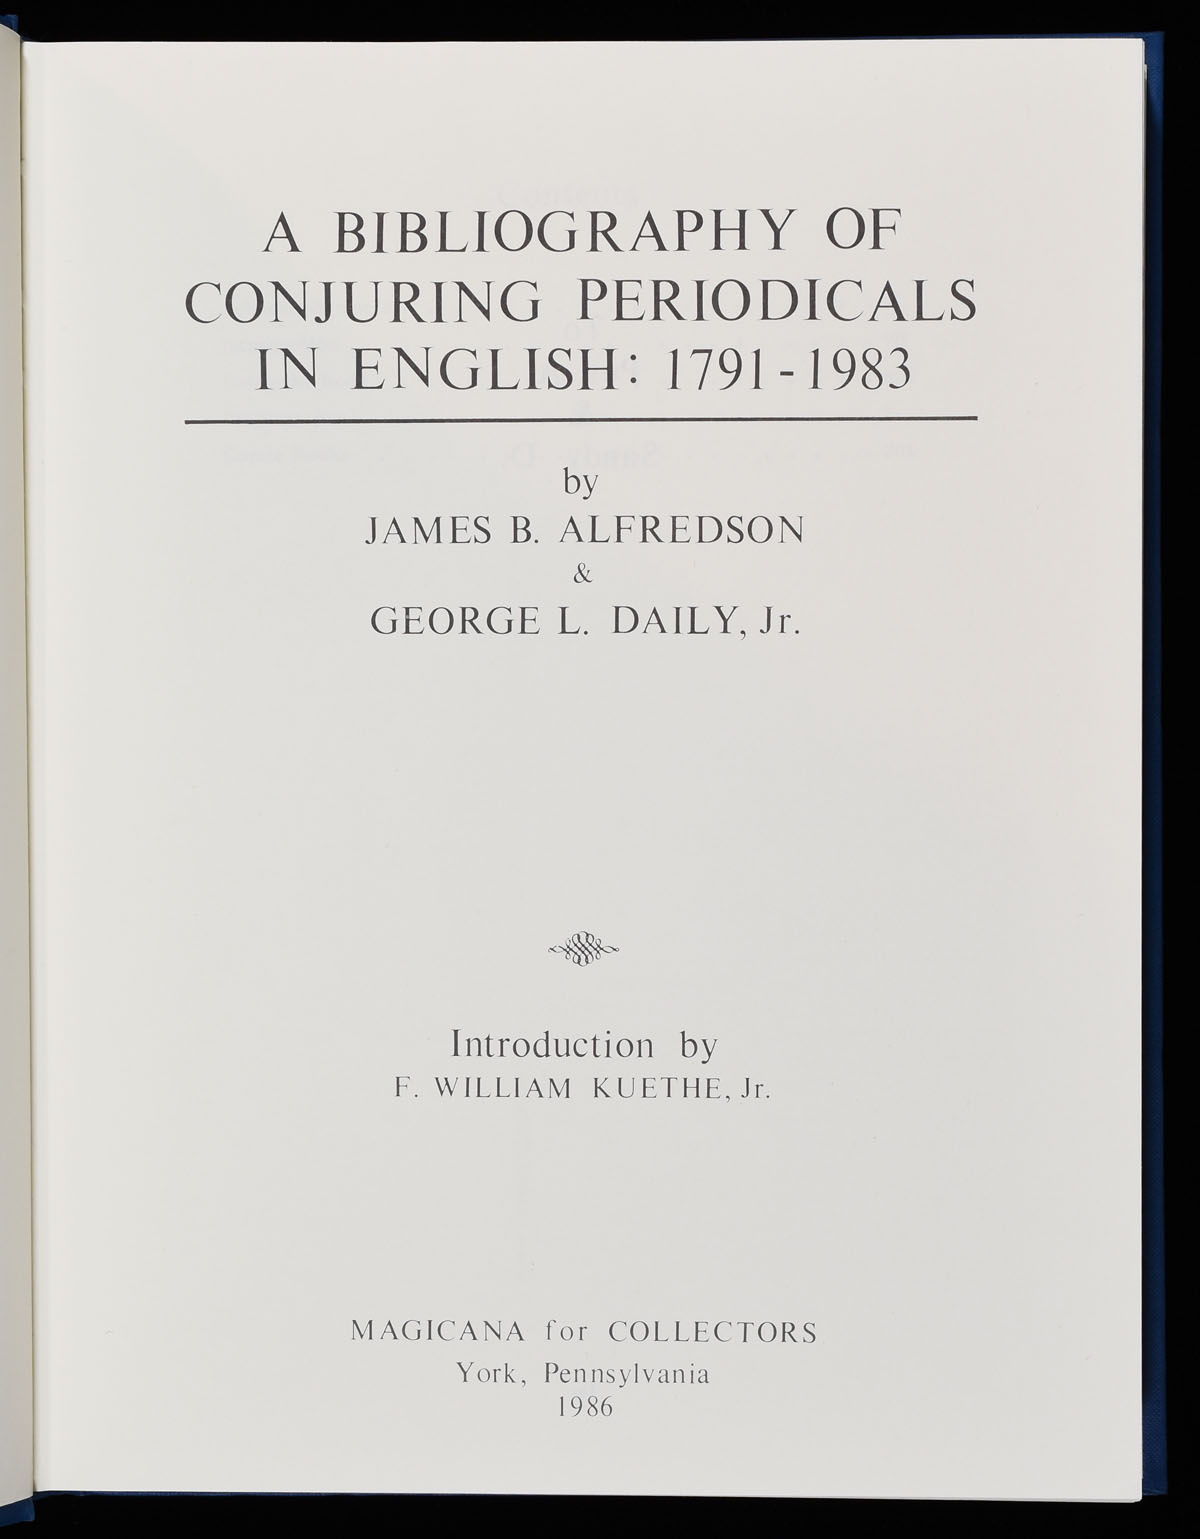 A BIBLIOGRAPHY OF
CONJURING PERIODICALS
IN ENGLISH: 1791-1983
by
JAMES B. ALFREDSON
&
GEORGE L. DAILY, Jr.
Introduction by
F. WILLIAM KUETHE, Jr.
MAGICANA for COLLECTORS
York, Pennsylvania
1986